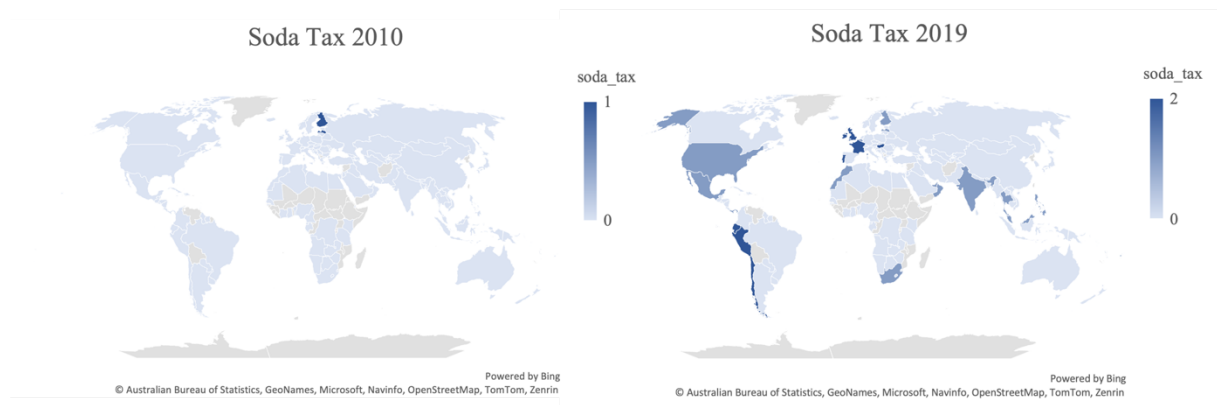 Soda Tax 2010
soda_tax
1
0
Powered by Bing
© Australian Bureau of Statistics, GeoNames, Microsoft, Navinfo, OpenStreetMap, TomTom, Zenrin
Soda Tax 2019
soda_tax
2
0
Powered by Bing
© Australian Bureau of Statistics, GeoNames, Microsoft, Navinfo, OpenStreetMap, TomTom, Zenrin